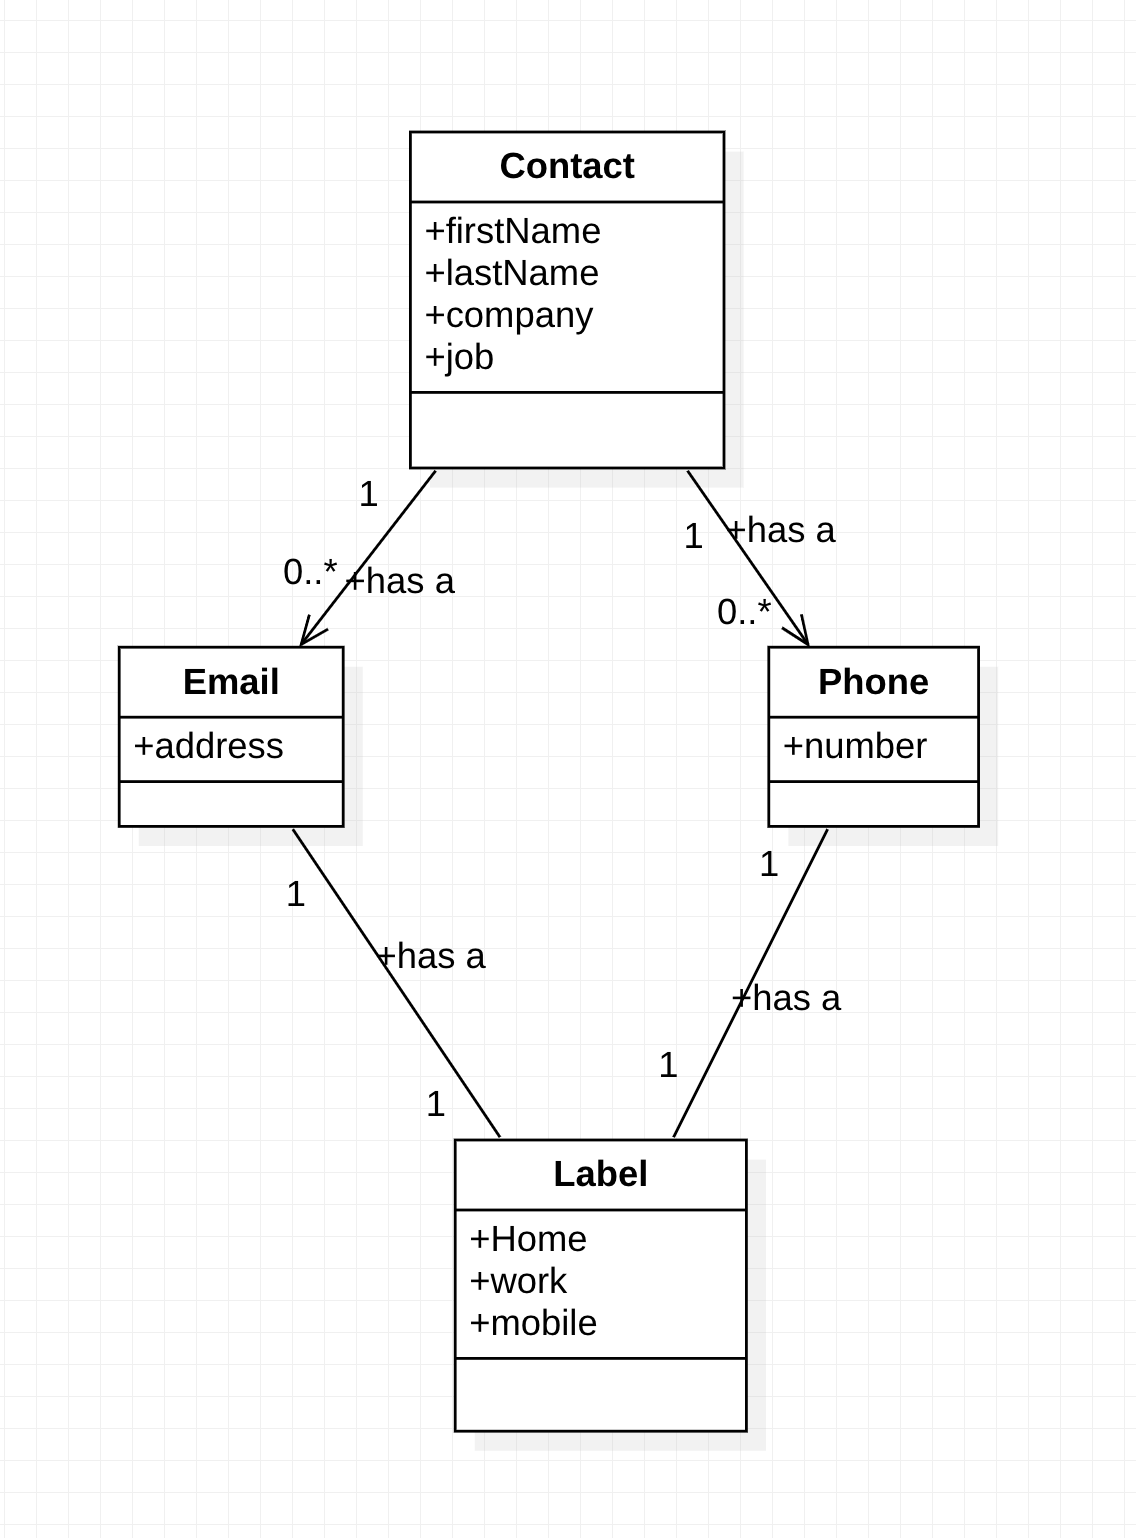 Contact
+firstName
+lastName
+company
+job
1
0..*
+has a
1
+has a
0..*
Email
+address
Phone
+number
1
+has a
1
1
+has a
1
Label
+Home
+work
+mobile